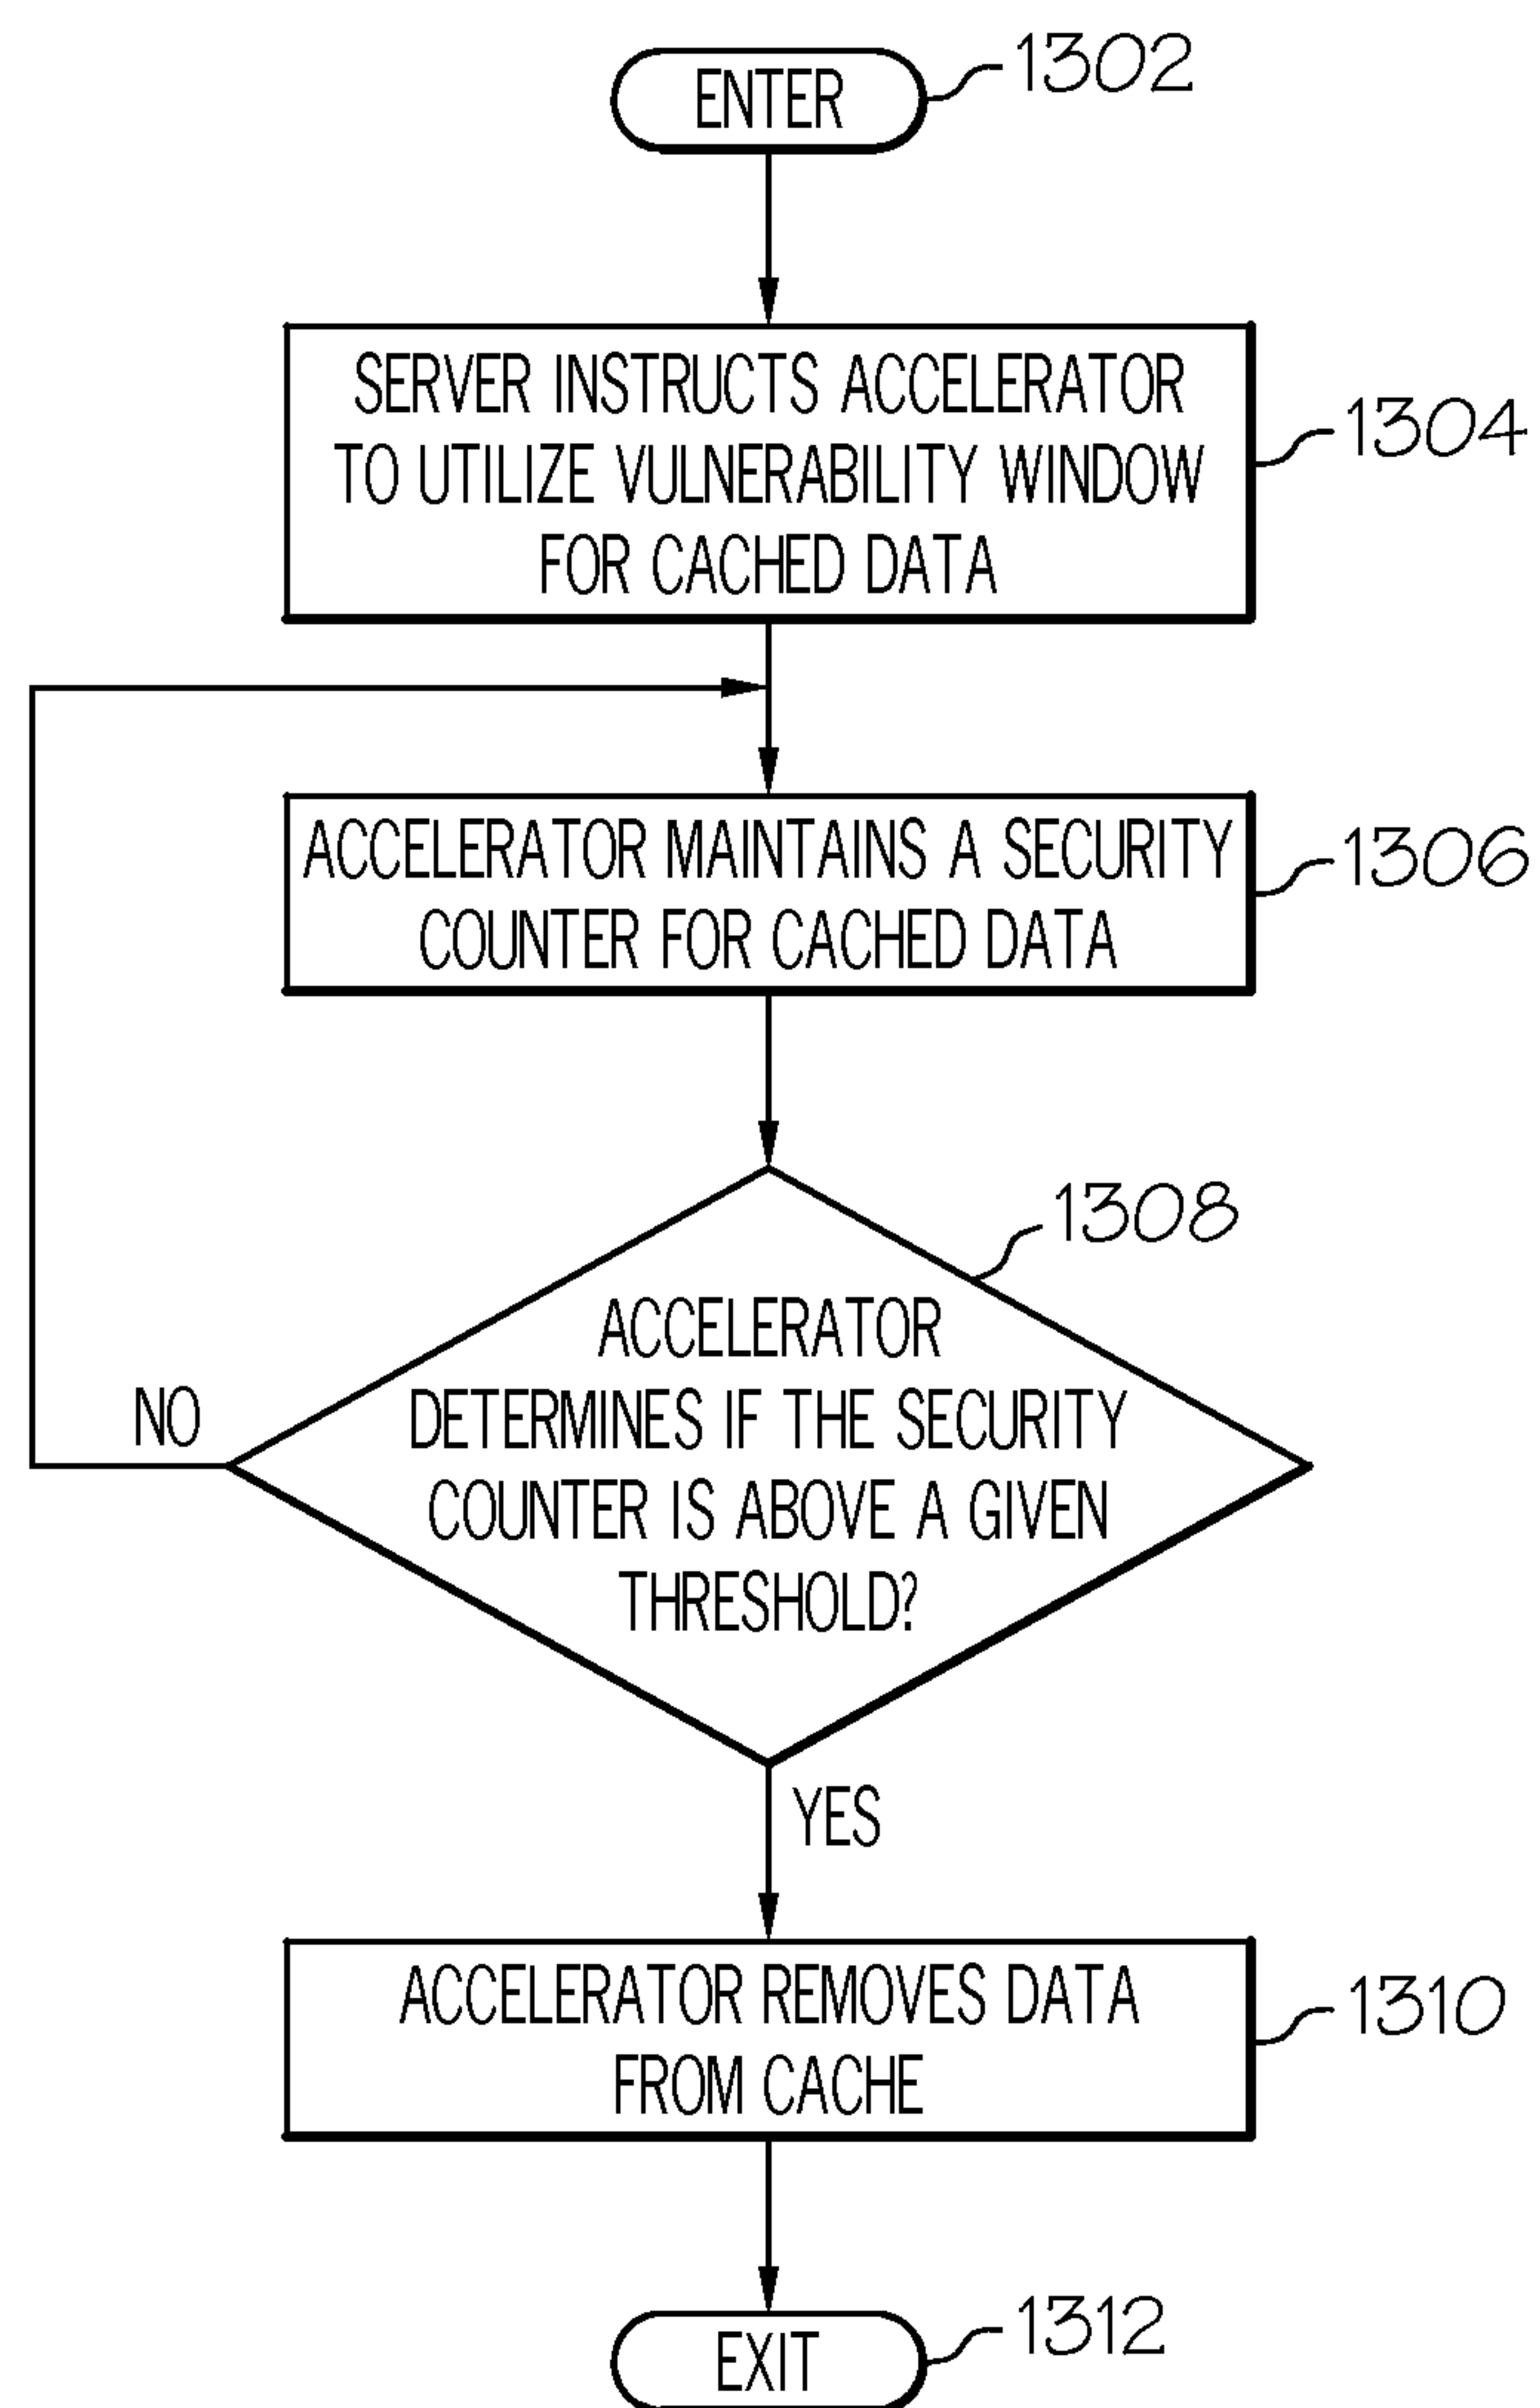 ENTER
1302
SERVER INSTRUCTS ACCELERATOR
TO UTILIZE VULNERABILITY WINDOW
FOR CACHED DATA
1304
ACCELERATOR MAINTAINS A SECURITY
COUNTER FOR CACHED DATA
1306
1308
ACCELERATOR
DETERMINES IF THE SECURITY
COUNTER IS ABOVE A GIVEN
THRESHOLD?
NO
YES
ACCELERATOR REMOVES DATA
FROM CACHE
1310
EXIT
1312